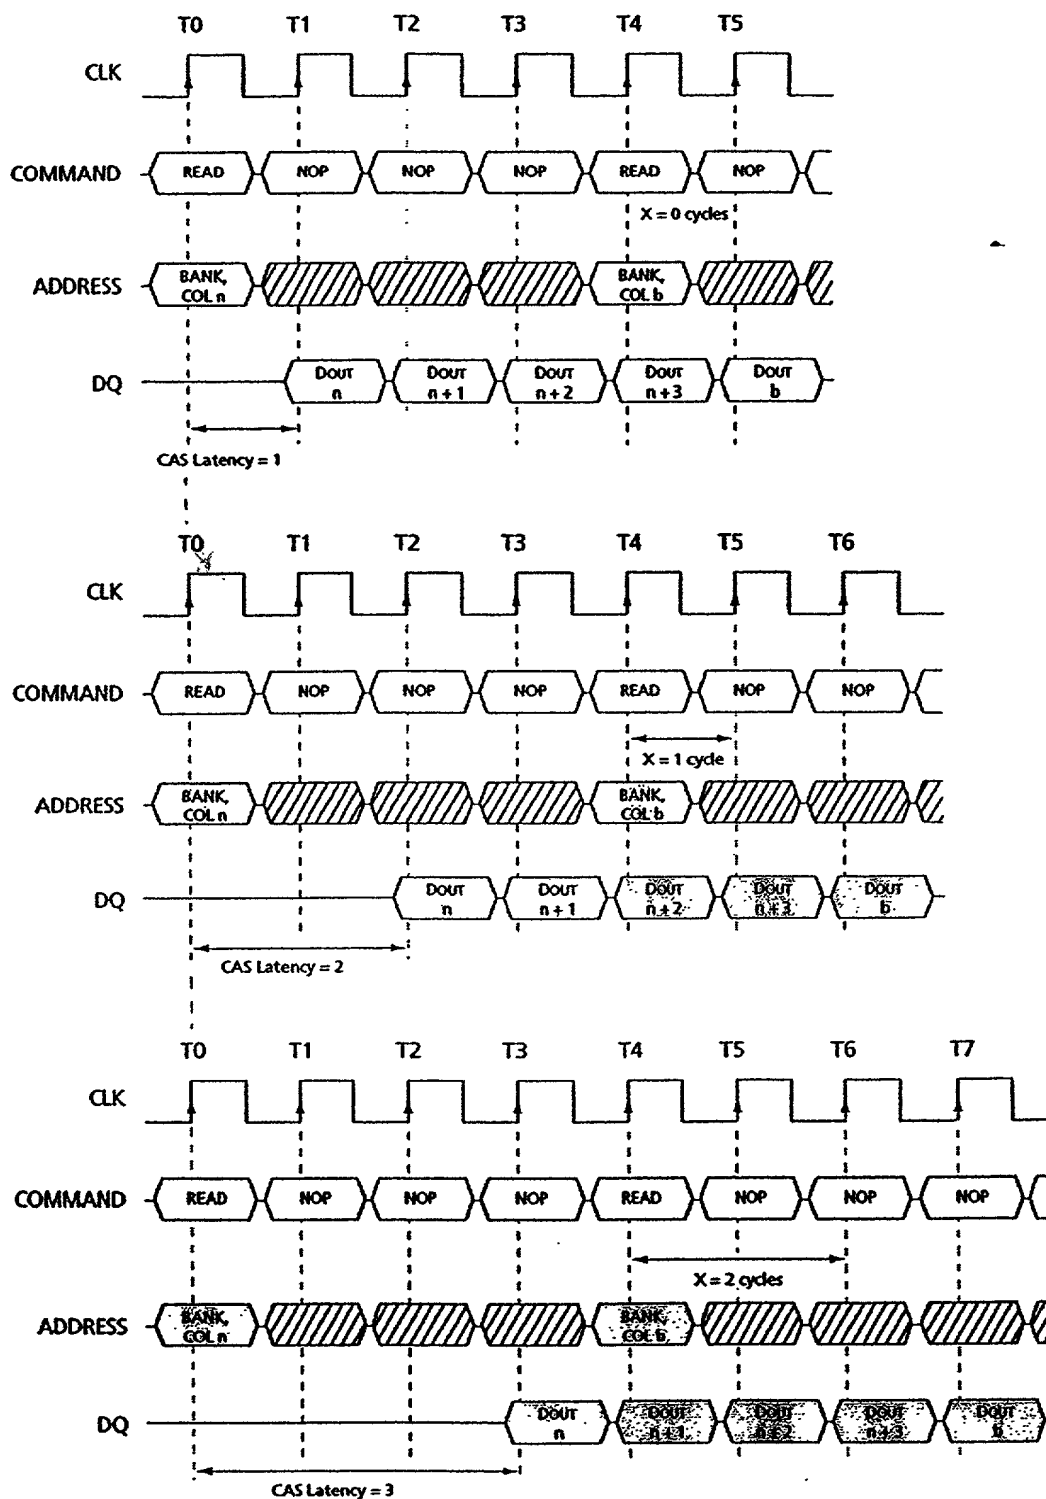 T0 T1 T2 T3 T4 T5
CLK
COMMAND READ NOP NOP NOP READ NOP
X = 0 cycles
ADDRESS BANK, COL n BANK, COL b
DQ DOUT n DOUT n + 1 DOUT n + 2 DOUT n + 3 DOUT b
CAS Latency = 1
T0 T1 T2 T3 T4 T5 T6
CLK
COMMAND READ NOP NOP NOP READ NOP NOP
X = 1 cycle
ADDRESS BANK, COL n BANK, COL b
DQ DOUT n DOUT n + 1 DOUT n + 2 DOUT n + 3 DOUT b
CAS Latency = 2
T0 T1 T2 T3 T4 T5 T6 T7
CLK
COMMAND READ NOP NOP NOP READ NOP NOP NOP
X = 2 cycles
ADDRESS BANK, COL n BANK, COL b
DQ DOUT n DOUT n + 1 DOUT n + 2 DOUT n + 3 DOUT b
CAS Latency = 3